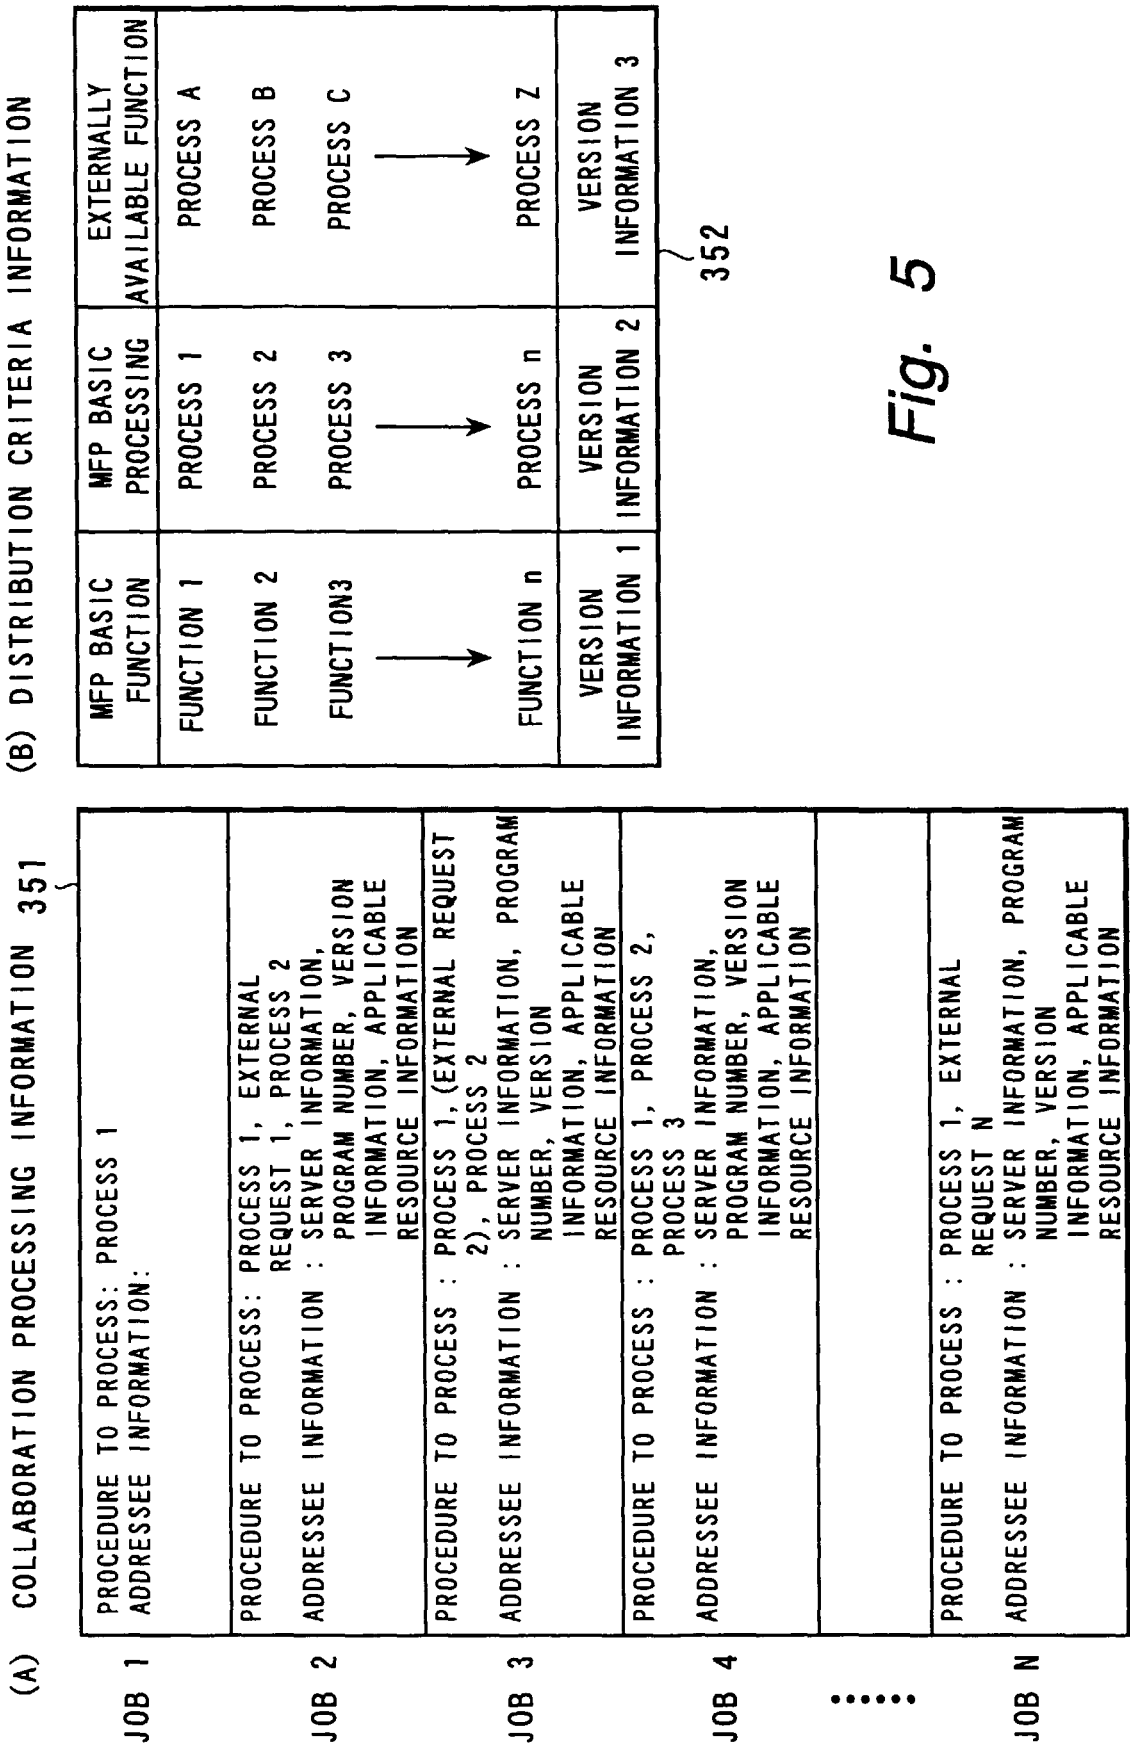 (A) COLLABORATION PROCESSING INFORMATION 351
JOB 1
PROCEDURE TO PROCESS: PROCESS 1
ADDRESSEE INFORMATION:
JOB 2
PROCEDURE TO PROCESS: PROCESS 1, EXTERNAL
REQUEST 1, PROCESS 2
ADDRESSEE INFORMATION : SERVER INFORMATION,
PROGRAM NUMBER, VERSION
INFORMATION, APPLICABLE
RESOURCE INFORMATION
JOB 3
PROCEDURE TO PROCESS : PROCESS 1, (EXTERNAL REQUEST
2), PROCESS 2
ADDRESSEE INFORMATION : SERVER INFORMATION, PROGRAM
NUMBER, VERSION
INFORMATION, APPLICABLE
RESOURCE INFORMATION
JOB 4
PROCEDURE TO PROCESS : PROCESS 1, PROCESS 2,
PROCESS 3
ADDRESSEE INFORMATION : SERVER INFORMATION,
PROGRAM NUMBER, VERSION
INFORMATION, APPLICABLE
RESOURCE INFORMATION
......
JOB N
PROCEDURE TO PROCESS : PROCESS 1, EXTERNAL
REQUEST N
ADDRESSEE INFORMATION : SERVER INFORMATION, PROGRAM
NUMBER, VERSION
INFORMATION, APPLICABLE
RESOURCE INFORMATION
(B) DISTRIBUTION CRITERIA INFORMATION
MFP BASIC
FUNCTION
FUNCTION 1
FUNCTION 2
FUNCTION3
FUNCTION n
VERSION
INFORMATION 1
MFP BASIC
PROCESSING
PROCESS 1
PROCESS 2
PROCESS 3
PROCESS n
VERSION
INFORMATION 2
EXTERNALLY
AVAILABLE FUNCTION
PROCESS A
PROCESS B
PROCESS C
PROCESS Z
VERSION
INFORMATION 3
352
Fig. 5